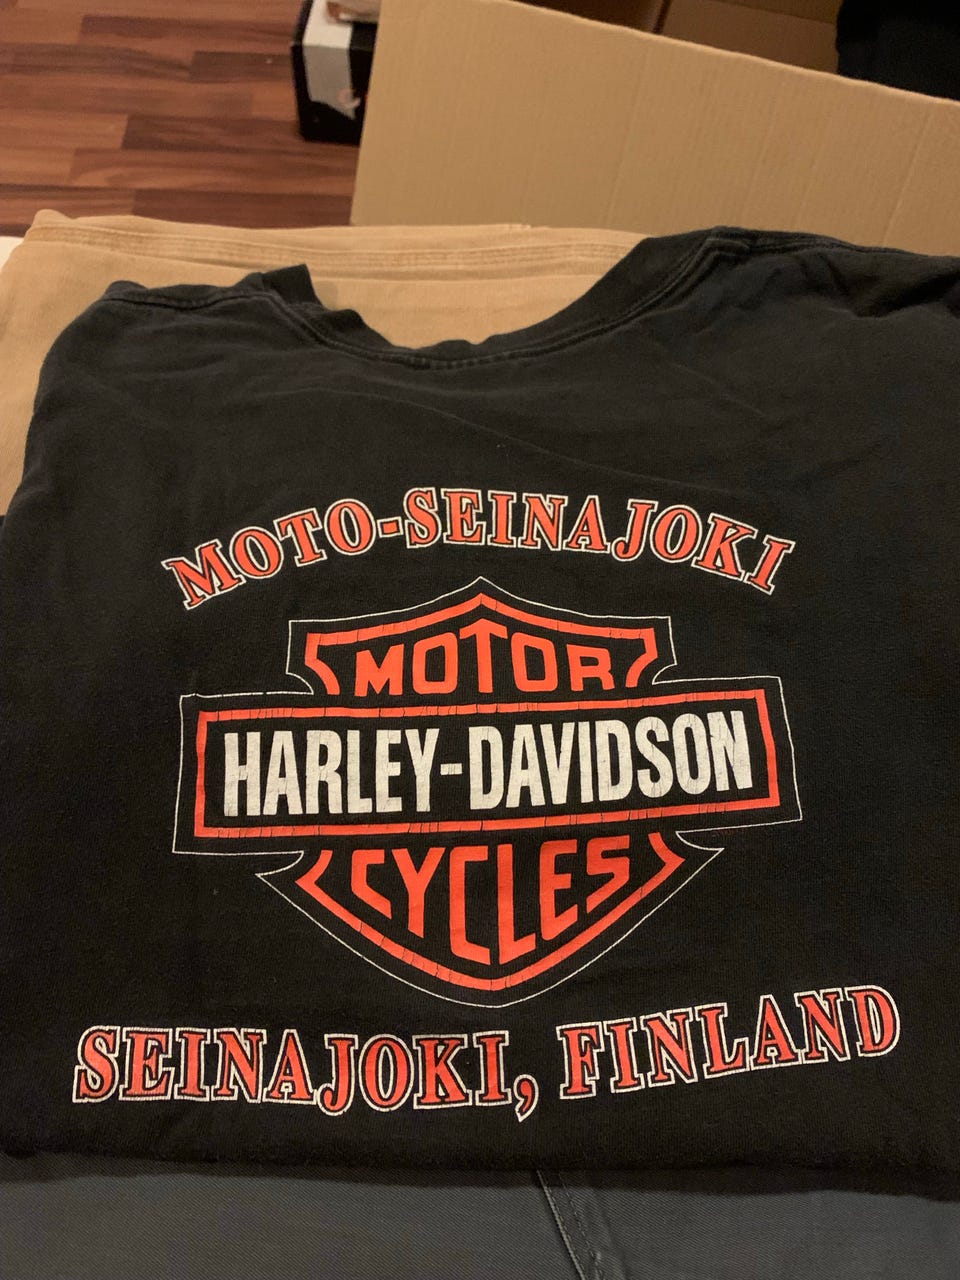 MOTO-SEINAJOKI
MOTOR
HARLEY-DAVIDSON
CYCLES
SEINAJOKI, FINLAND